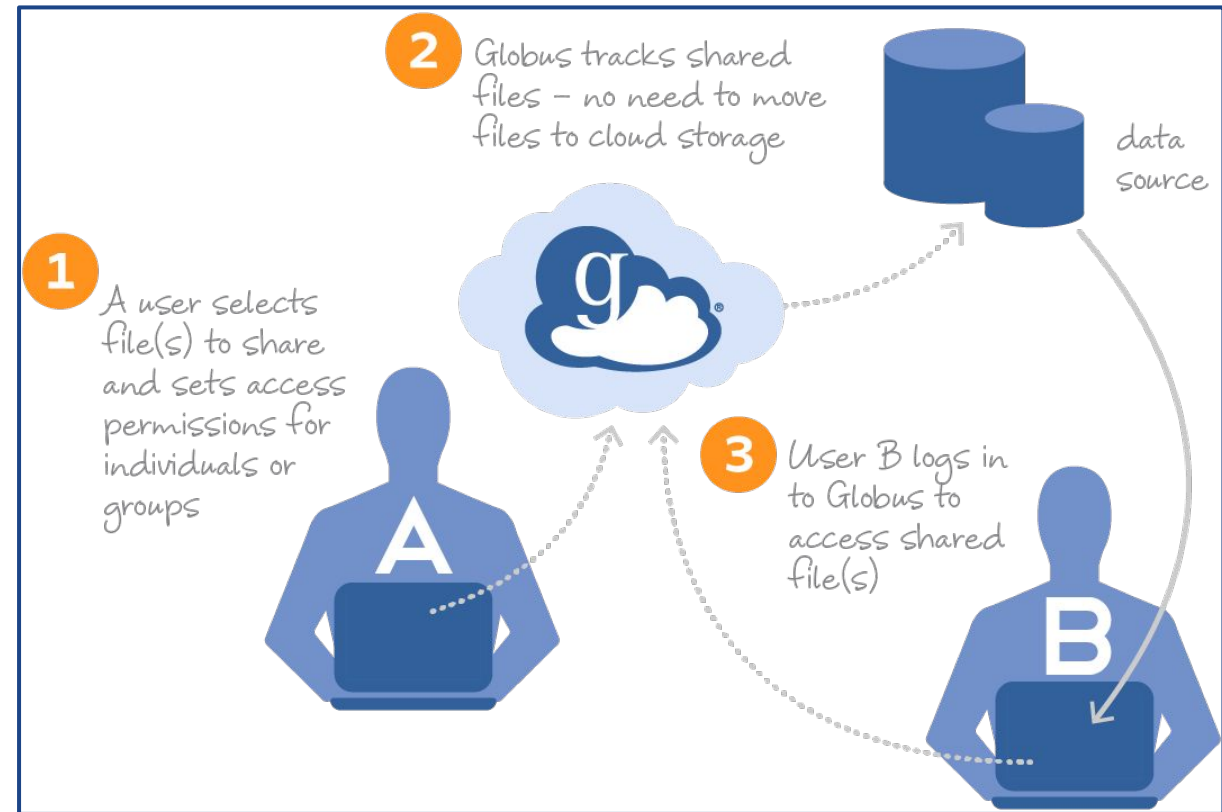 1
A user selects
file(s) to share
and sets access
permissions for
individuals or
groups
2
Globus tracks shared
files – no need to move
files to cloud storage
data
source
g
®
3
User B logs in
to Globus to
access shared
file(s)
A
B